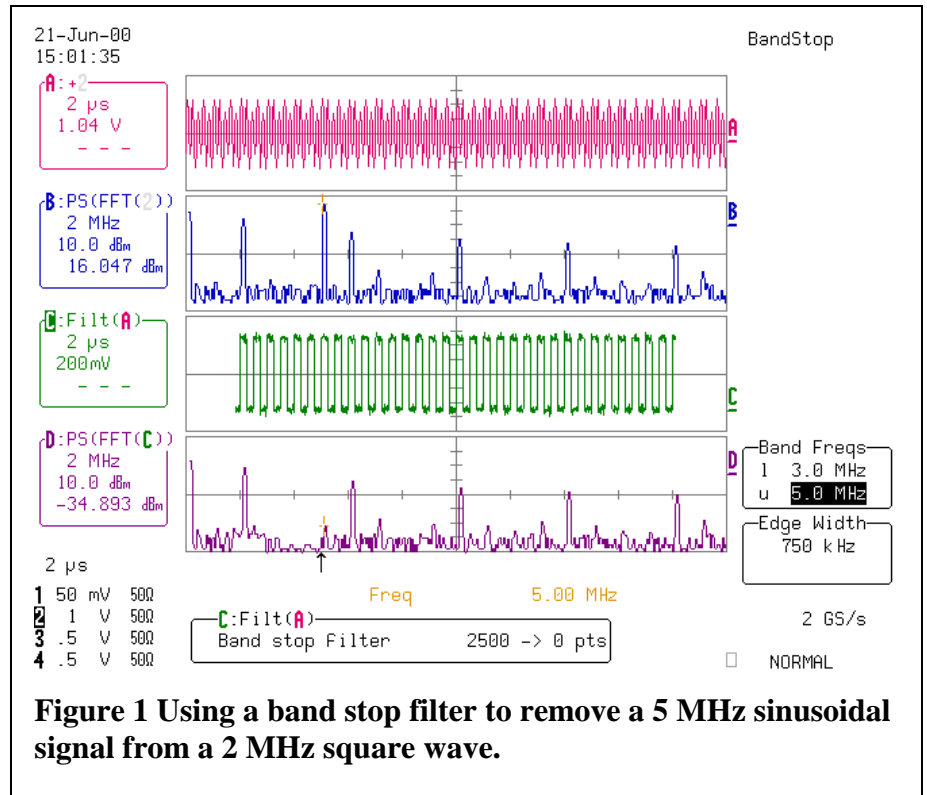 21-Jun-00
15:01:35
BandStop
A:+2
2 µs
1.04 V
- - -
A
B:PS(FFT(2))
2 MHz
10.0 dBm
16.047 dBm
B
C:Filt(A)
2 µs
200mV
- - -
C
D:PS(FFT(C))
2 MHz
10.0 dBm
-34.893 dBm
D
Band Freqs
l 3.0 MHz
u 5.0 MHz
Edge Width
750 kHz
2 µs
1 50 mV 50Ω
2 1 V 50Ω
3 .5 V 50Ω
4 .5 V 50Ω
Freq 5.00 MHz
C:Filt(A)
Band stop Filter 2500 -> 0 pts
2 GS/s
NORMAL
Figure 1 Using a band stop filter to remove a 5 MHz sinusoidal
signal from a 2 MHz square wave.